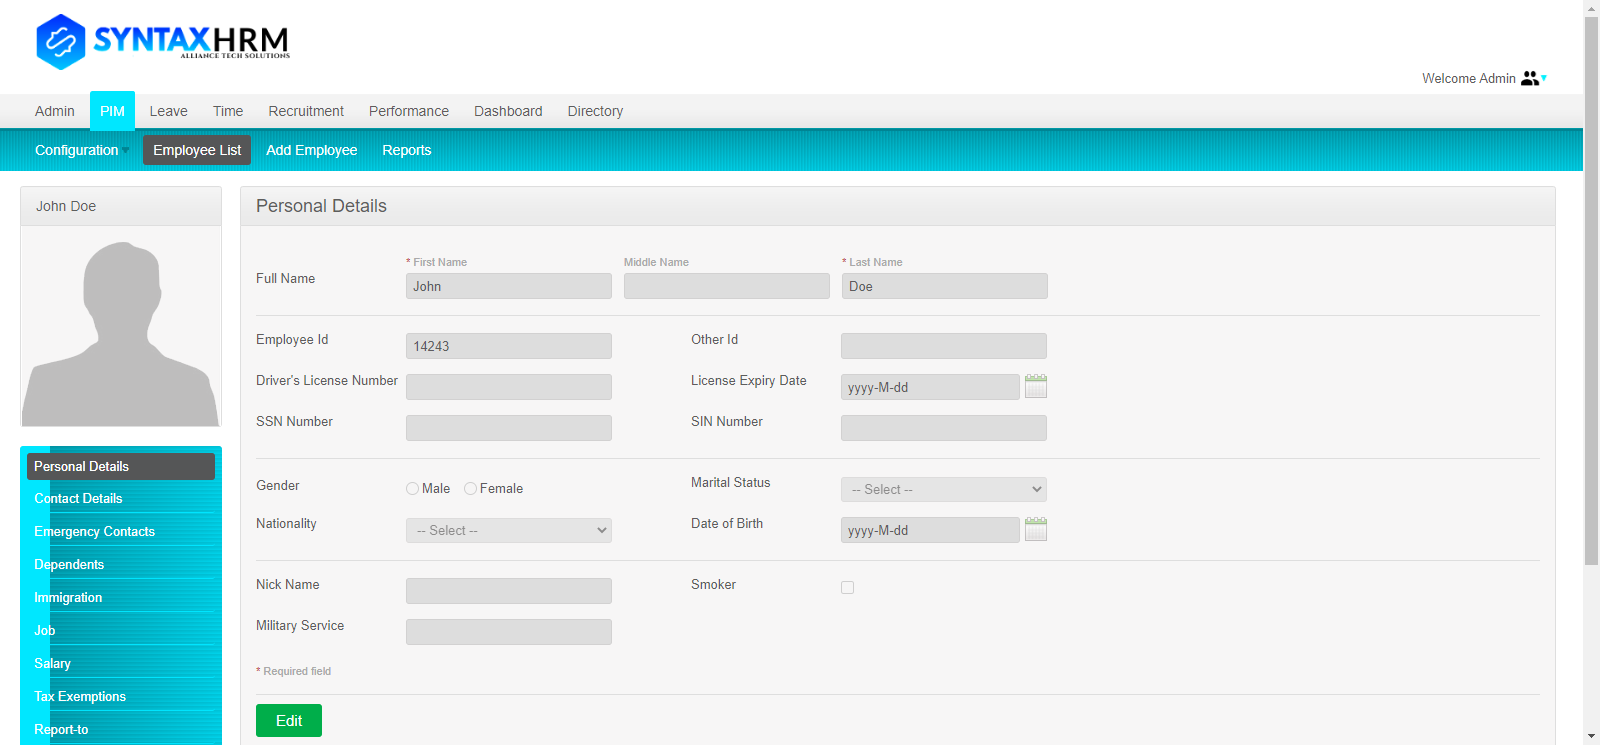 SYNTAXHRM
ALLIANCE TECH SOLUTIONS
Welcome Admin
Admin PIM Leave Time Recruitment Performance Dashboard Directory
Configuration Employee List Add Employee Reports
John Doe
Personal Details
Contact Details
Emergency Contacts
Dependents
Immigration
Job
Salary
Tax Exemptions
Report-to
Personal Details
* First Name Middle Name * Last Name
Full Name John Doe
Employee Id 14243 Other Id
Driver's License Number License Expiry Date yyyy-M-dd
SSN Number SIN Number
Gender Male Female Marital Status -- Select --
Nationality -- Select -- Date of Birth yyyy-M-dd
Nick Name Smoker
Military Service
* Required field
Edit